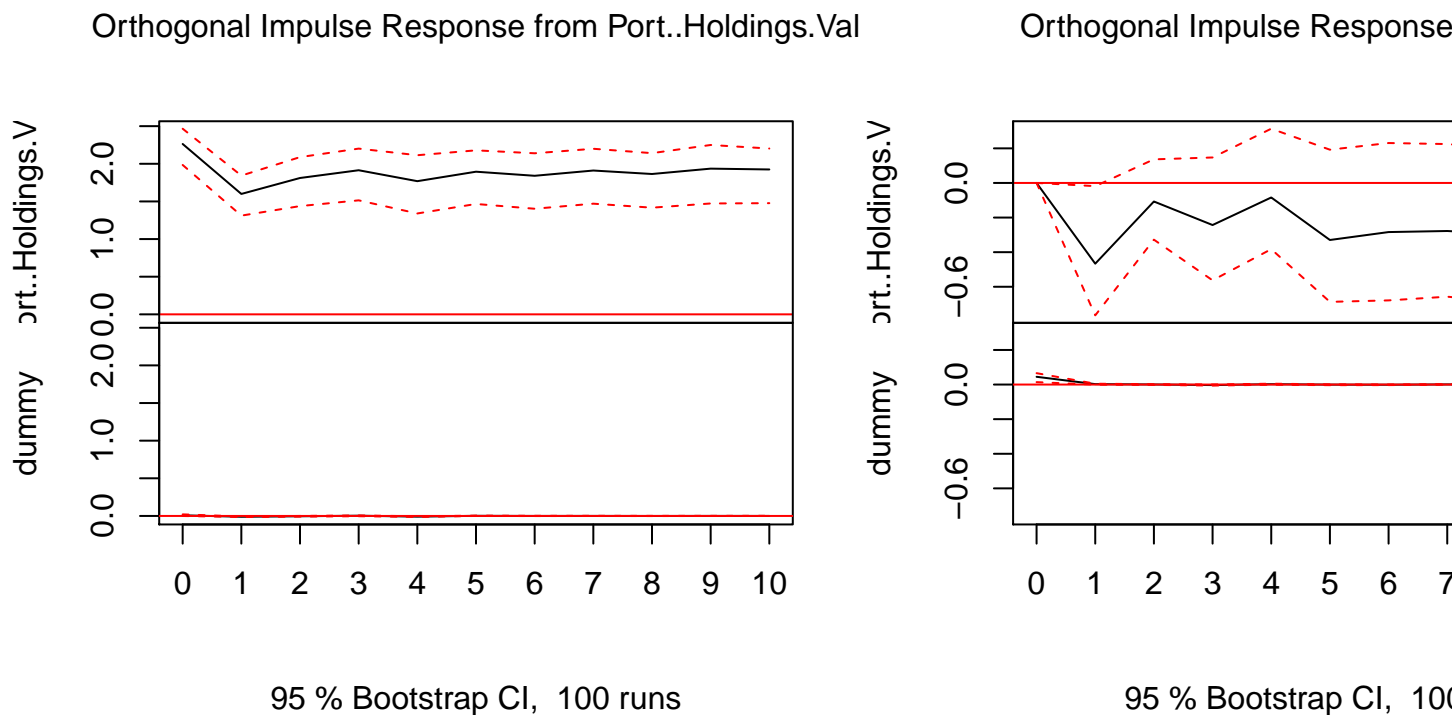 Orthogonal Impulse Response from Port..Holdings.Val
ort..Holdings.V
2.0
1.0
0.0
dummy
2.0
1.0
0.0
0 1 2 3 4 5 6 7 8 9 10
95 % Bootstrap CI, 100 runs
Orthogonal Impulse Response
ort..Holdings.V
0.0
−0.6
dummy
0.0
−0.6
0 1 2 3 4 5 6 7
95 % Bootstrap CI, 100